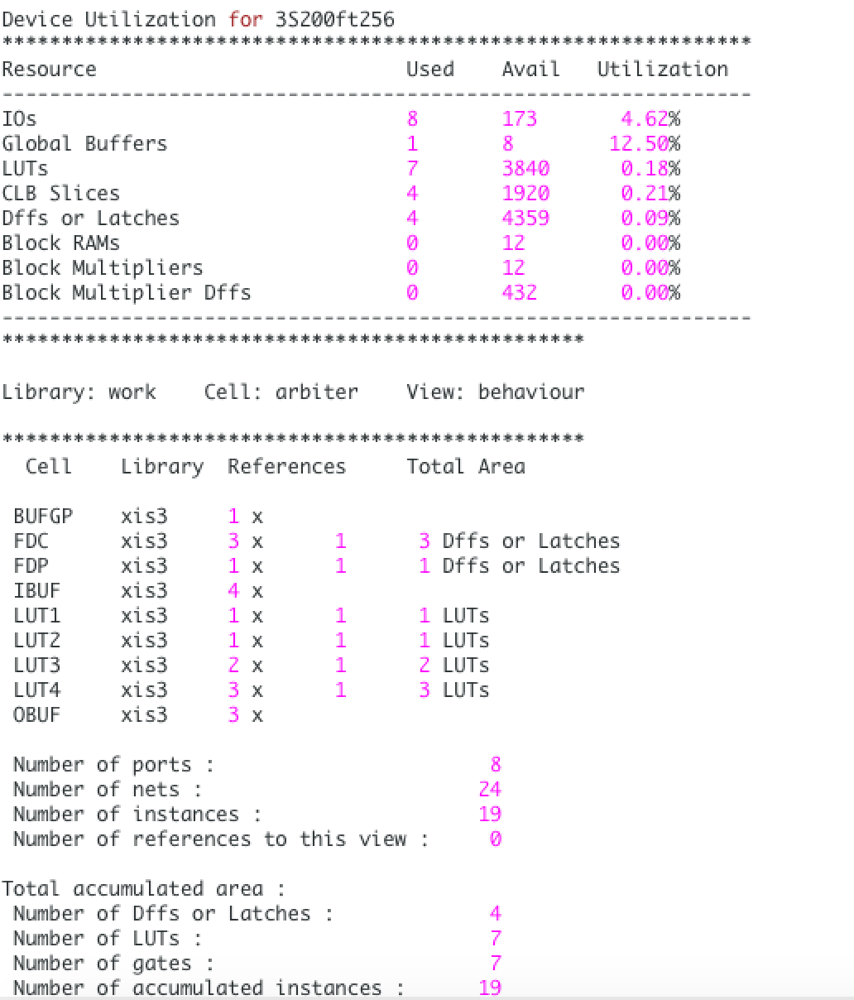 Device Utilization for 3S200ft256
***************************************************************
Resource Used Avail Utilization
---------------------------------------------------------------
IOs 8 173 4.62%
Global Buffers 1 8 12.50%
LUTs 7 3840 0.18%
CLB Slices 4 1920 0.21%
Dffs or Latches 4 4359 0.09%
Block RAMs 0 12 0.00%
Block Multipliers 0 12 0.00%
Block Multiplier Dffs 0 432 0.00%
---------------------------------------------------------------
*************************************************
Library: work Cell: arbiter View: behaviour
*************************************************
Cell Library References Total Area
BUFGP xis3 1 x
FDC xis3 3 x 1 3 Dffs or Latches
FDP xis3 1 x 1 1 Dffs or Latches
IBUF xis3 4 x
LUT1 xis3 1 x 1 1 LUTs
LUT2 xis3 1 x 1 1 LUTs
LUT3 xis3 2 x 1 2 LUTs
LUT4 xis3 3 x 1 3 LUTs
OBUF xis3 3 x
Number of ports : 8
Number of nets : 24
Number of instances : 19
Number of references to this view : 0
Total accumulated area :
Number of Dffs or Latches : 4
Number of LUTs : 7
Number of gates : 7
Number of accumulated instances : 19